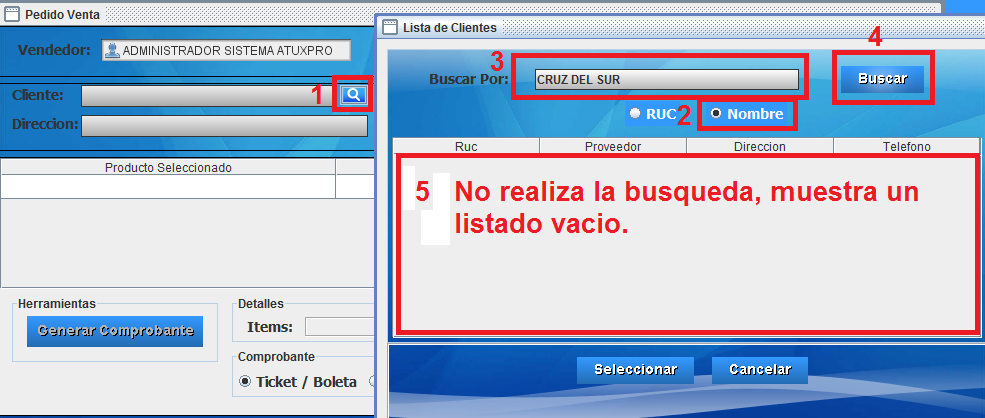 Pedido Venta
Vendedor: ADMINISTRADOR SISTEMA ATUXPRO
Cliente: 1
Direccion:
Producto Seleccionado
Herramientas
Generar Comprobante
Detalles
Items:
Comprobante
Ticket / Boleta
Lista de Clientes
3 4
Buscar Por: CRUZ DEL SUR Buscar
RUC 2 Nombre
Ruc Proveedor Direccion Telefono
5 No realiza la busqueda, muestra un
listado vacio.
Seleccionar Cancelar